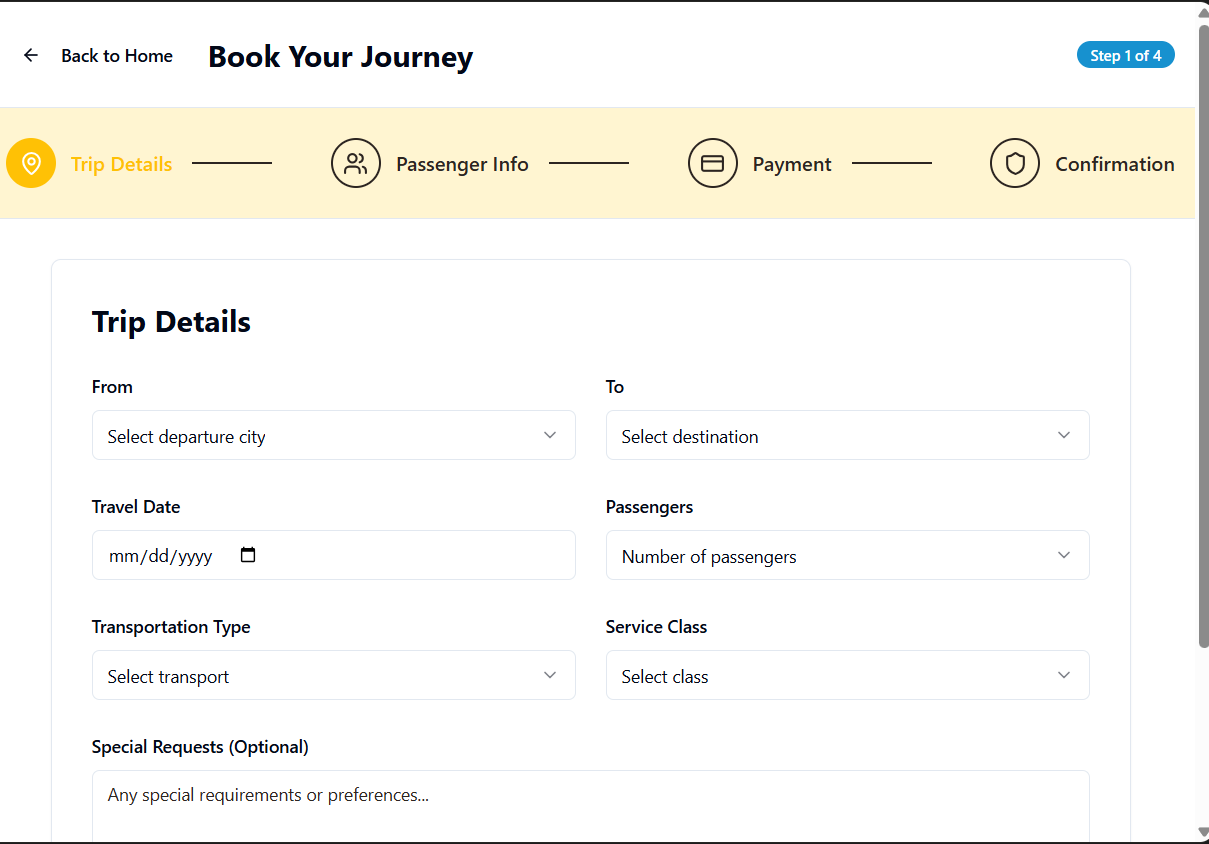 Back to Home
Book Your Journey
Step 1 of 4
Trip Details
Passenger Info
Payment
Confirmation
Trip Details
From
To
Select departure city
Select destination
Travel Date
Passengers
mm/dd/yyyy
Number of passengers
Transportation Type
Service Class
Select transport
Select class
Special Requests (Optional)
Any special requirements or preferences...